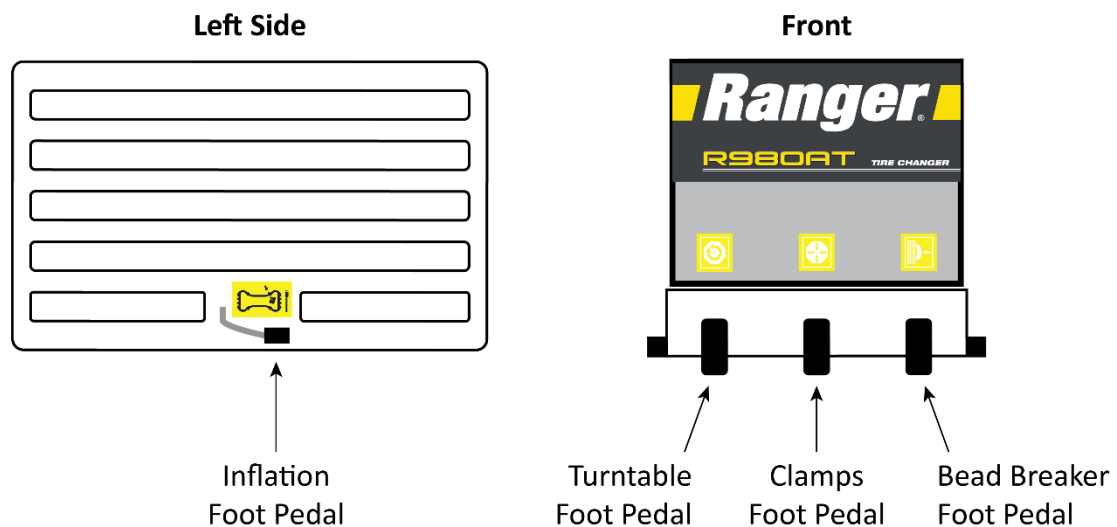 Left Side
Front
Ranger®
R980AT TIRE CHANGER
Inflation
Foot Pedal
Turntable
Foot Pedal
Clamps
Foot Pedal
Bead Breaker
Foot Pedal